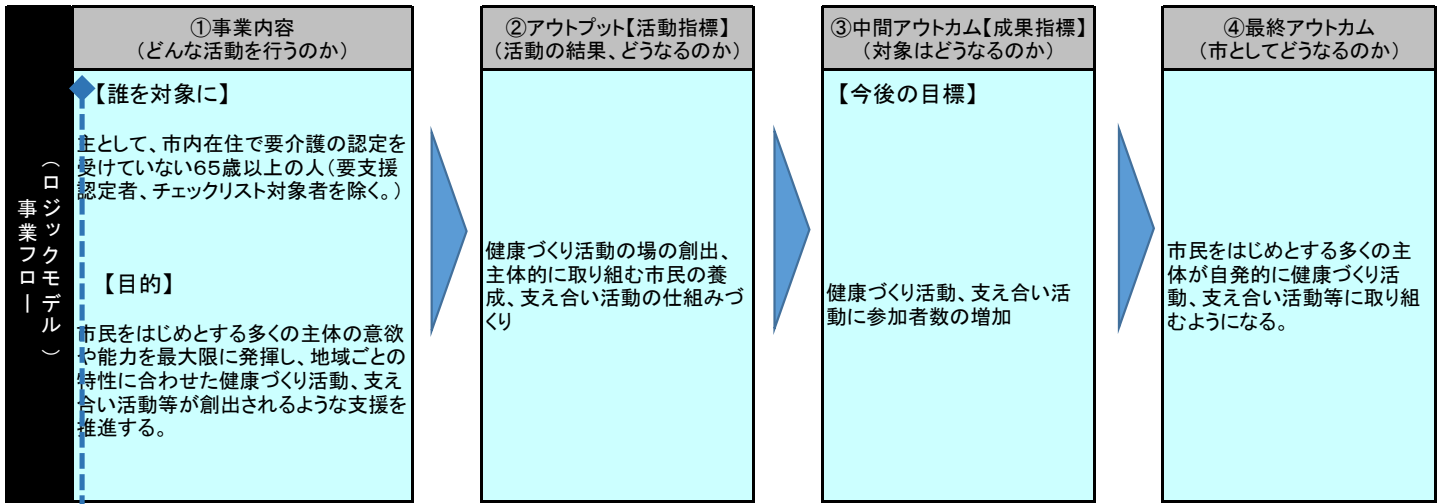 事業フロー
（ロジックモデル）
①事業内容
（どんな活動を行うのか）
【誰を対象に】
主として、市内在住で要介護の認定を
受けていない65歳以上の人（要支援
認定者、チェックリスト対象者を除く。）
【目的】
市民をはじめとする多くの主体の意欲
や能力を最大限に発揮し、地域ごとの
特性に合わせた健康づくり活動、支え
合い活動等が創出されるような支援を
推進する。
②アウトプット【活動指標】
（活動の結果、どうなるのか）
健康づくり活動の場の創出、
主体的に取り組む市民の養
成、支え合い活動の仕組みづ
くり
③中間アウトカム【成果指標】
（対象はどうなるのか）
【今後の目標】
健康づくり活動、支え合い活
動に参加者数の増加
④最終アウトカム
（市としてどうなるのか）
市民をはじめとする多くの主
体が自発的に健康づくり活
動、支え合い活動等に取り組
むようになる。